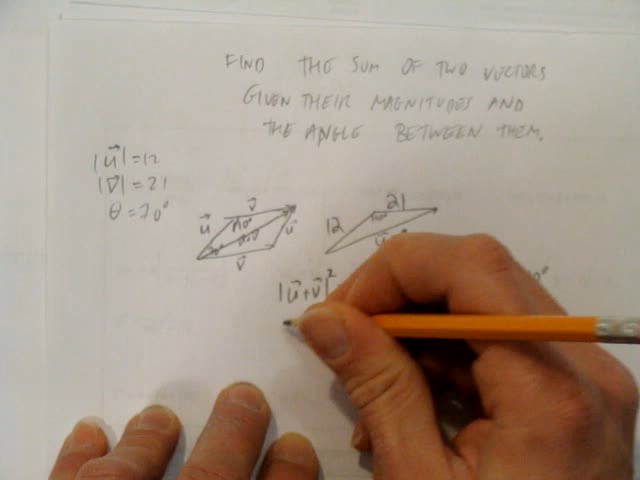 FIND THE SUM OF TWO VECTORS
GIVEN THEIR MAGNITUDES AND
THE ANGLE BETWEEN THEM.
|u⃗| = 12
|v⃗| = 21
θ = 70°
v⃗
u⃗
u⃗
v⃗
21
12
|u⃗+v⃗|²